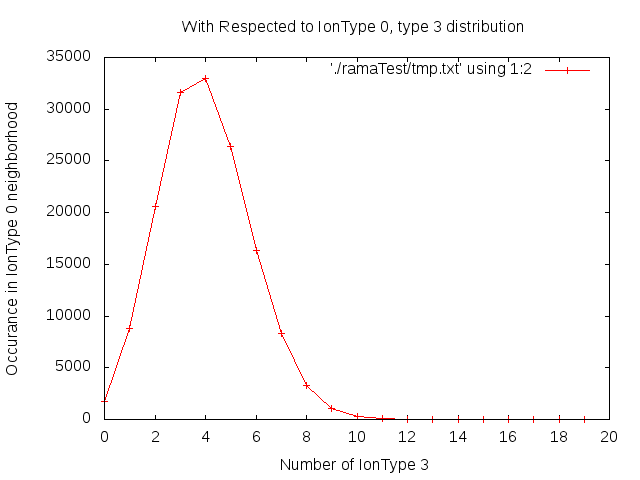 With Respected to IonType 0, type 3 distribution
'./ramaTest/tmp.txt' using 1:2
35000
30000
25000
20000
15000
10000
5000
0
Occurance in IonType 0 neighborhood
0 2 4 6 8 10 12 14 16 18 20
Number of IonType 3